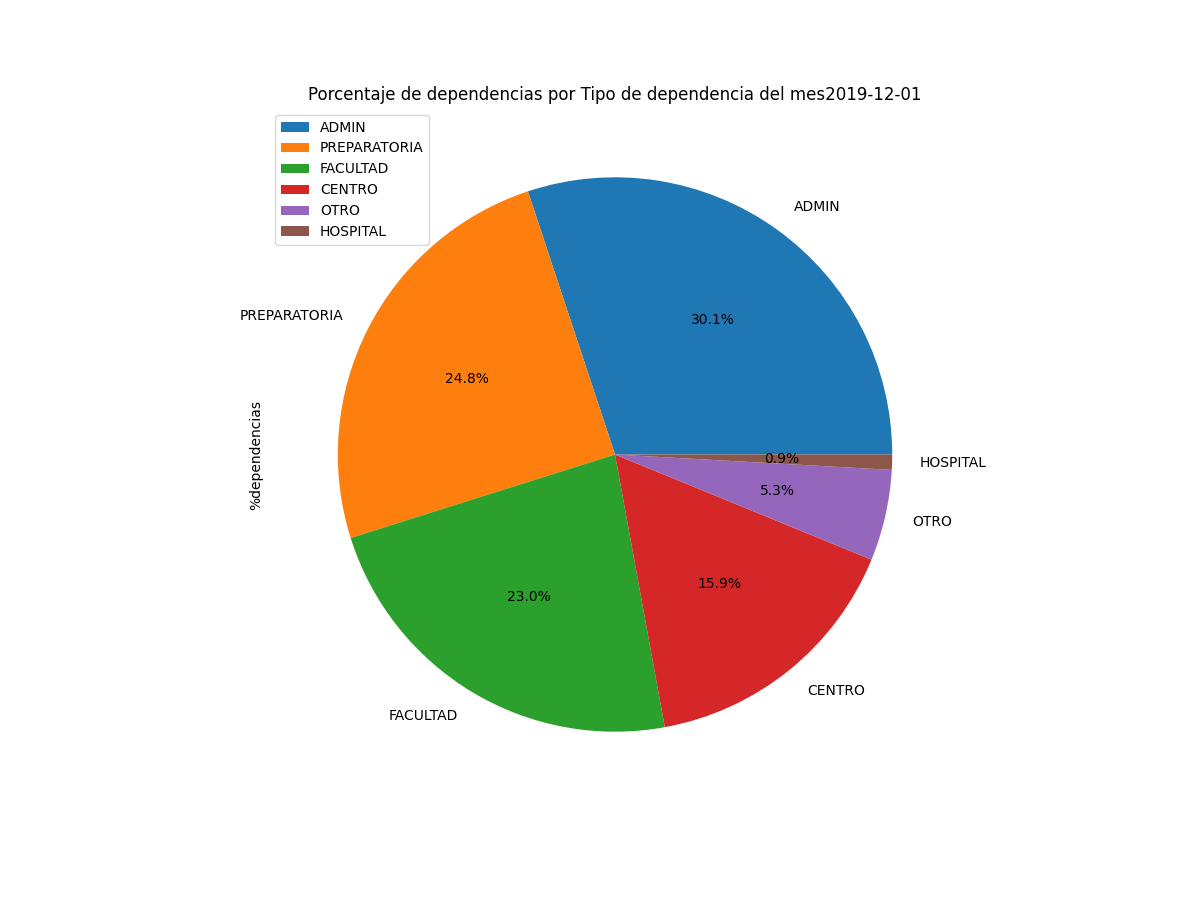 Porcentaje de dependencias por Tipo de dependencia del mes2019-12-01
ADMIN
PREPARATORIA
FACULTAD
CENTRO
OTRO
HOSPITAL
ADMIN
30.1%
PREPARATORIA
24.8%
%dependencias
0.9%
HOSPITAL
5.3%
OTRO
15.9%
23.0%
CENTRO
FACULTAD